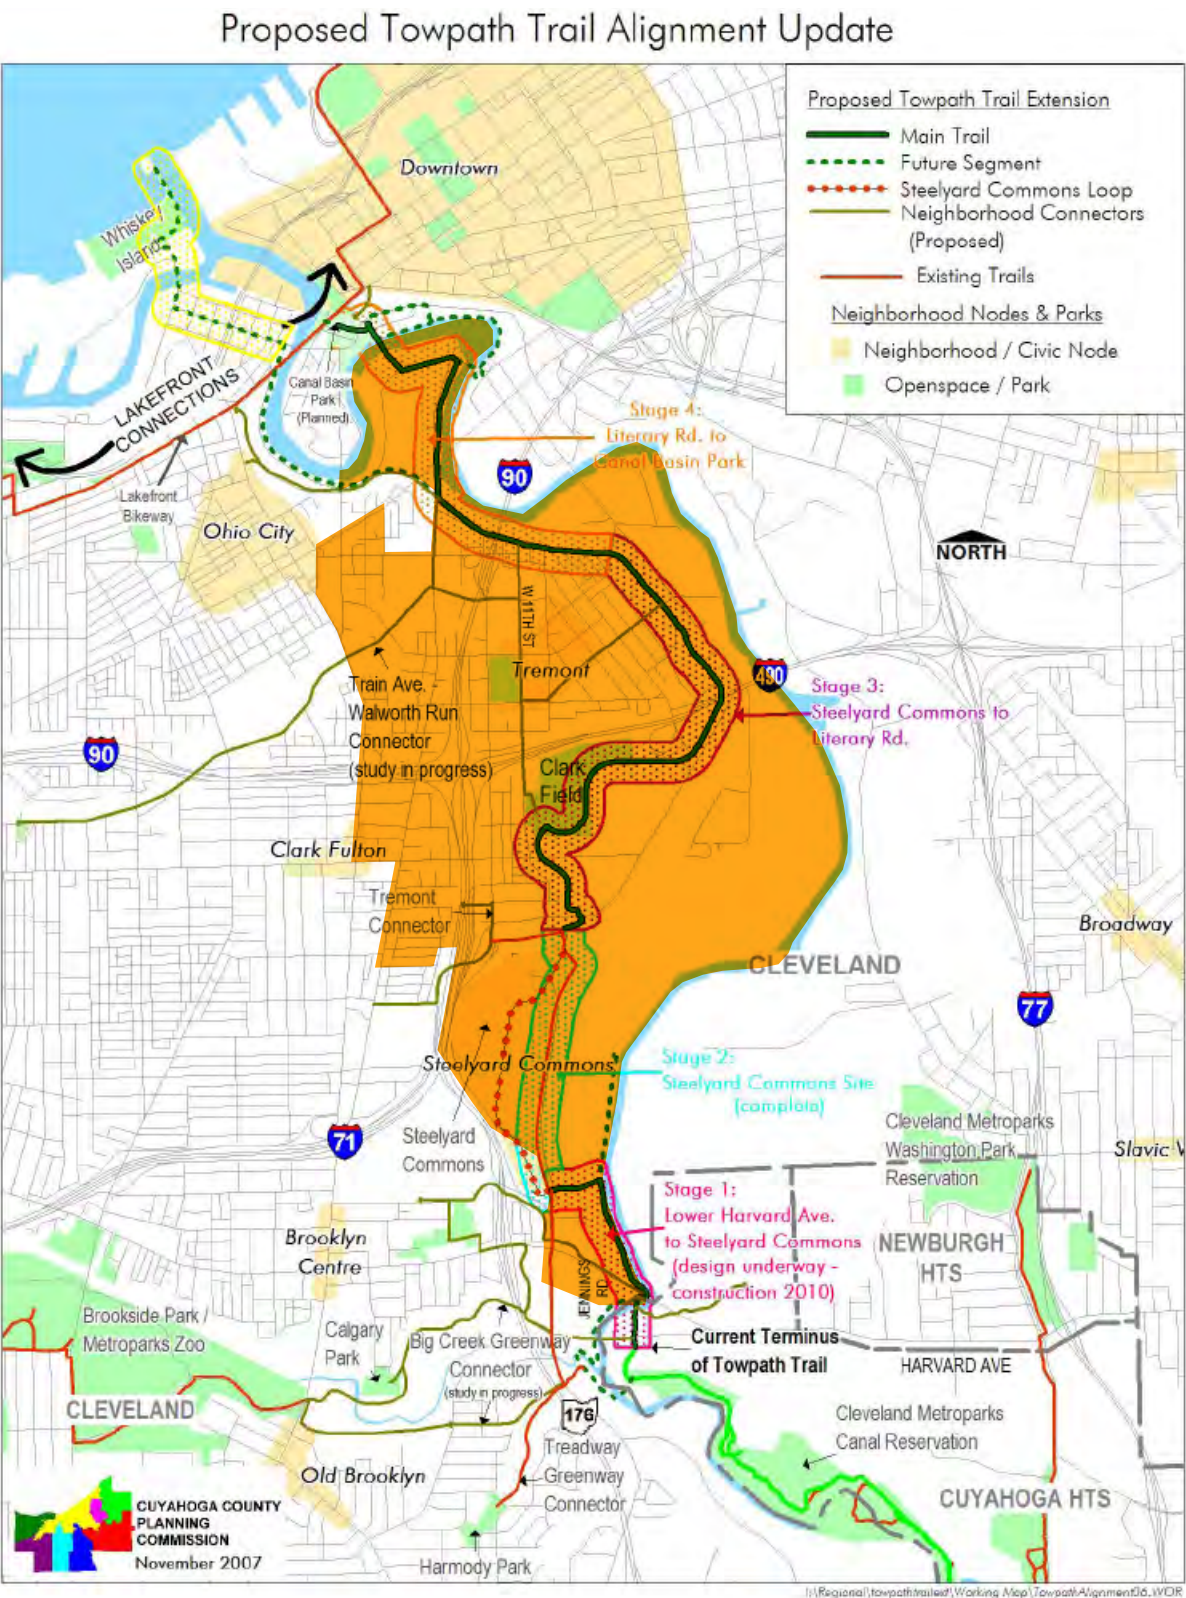 Proposed Towpath Trail Alignment Update
Proposed Towpath Trail Extension
Main Trail
Future Segment
Steelyard Commons Loop
Neighborhood Connectors
(Proposed)
Existing Trails
Neighborhood Nodes & Parks
Neighborhood / Civic Node
Openspace / Park
Downtown
Whiskey
Island
LAKEFRONT
CONNECTIONS
Canal Basin
Park
(Planned)
Stage 4:
Literary Rd. to
Canal Basin Park
90
Lakefront
Bikeway
Ohio City
NORTH
W 11TH ST
Tremont
490
Stage 3:
Steelyard Commons to
Literary Rd.
Train Ave. -
Walworth Run
Connector
(study in progress)
90
Clark
Field
Clark Fulton
Tremont
Connector
Broadway
CLEVELAND
77
Steelyard Commons
Stage 2:
Steelyard Commons Site
(complete)
71
Steelyard
Commons
Cleveland Metroparks
Washington Park
Reservation
Slavic V
Stage 1:
Lower Harvard Ave.
to Steelyard Commons
(design underway -
construction 2010)
NEWBURGH
HTS
Brooklyn
Centre
JENNINGS
RD
Brookside Park /
Metroparks Zoo
Calgary
Park
Big Creek Greenway
Connector
(study in progress)
Current Terminus
of Towpath Trail
HARVARD AVE
CLEVELAND
176
Cleveland Metroparks
Canal Reservation
Old Brooklyn
Treadway
Greenway
Connector
CUYAHOGA HTS
CUYAHOGA COUNTY
PLANNING
COMMISSION
November 2007
Harmody Park